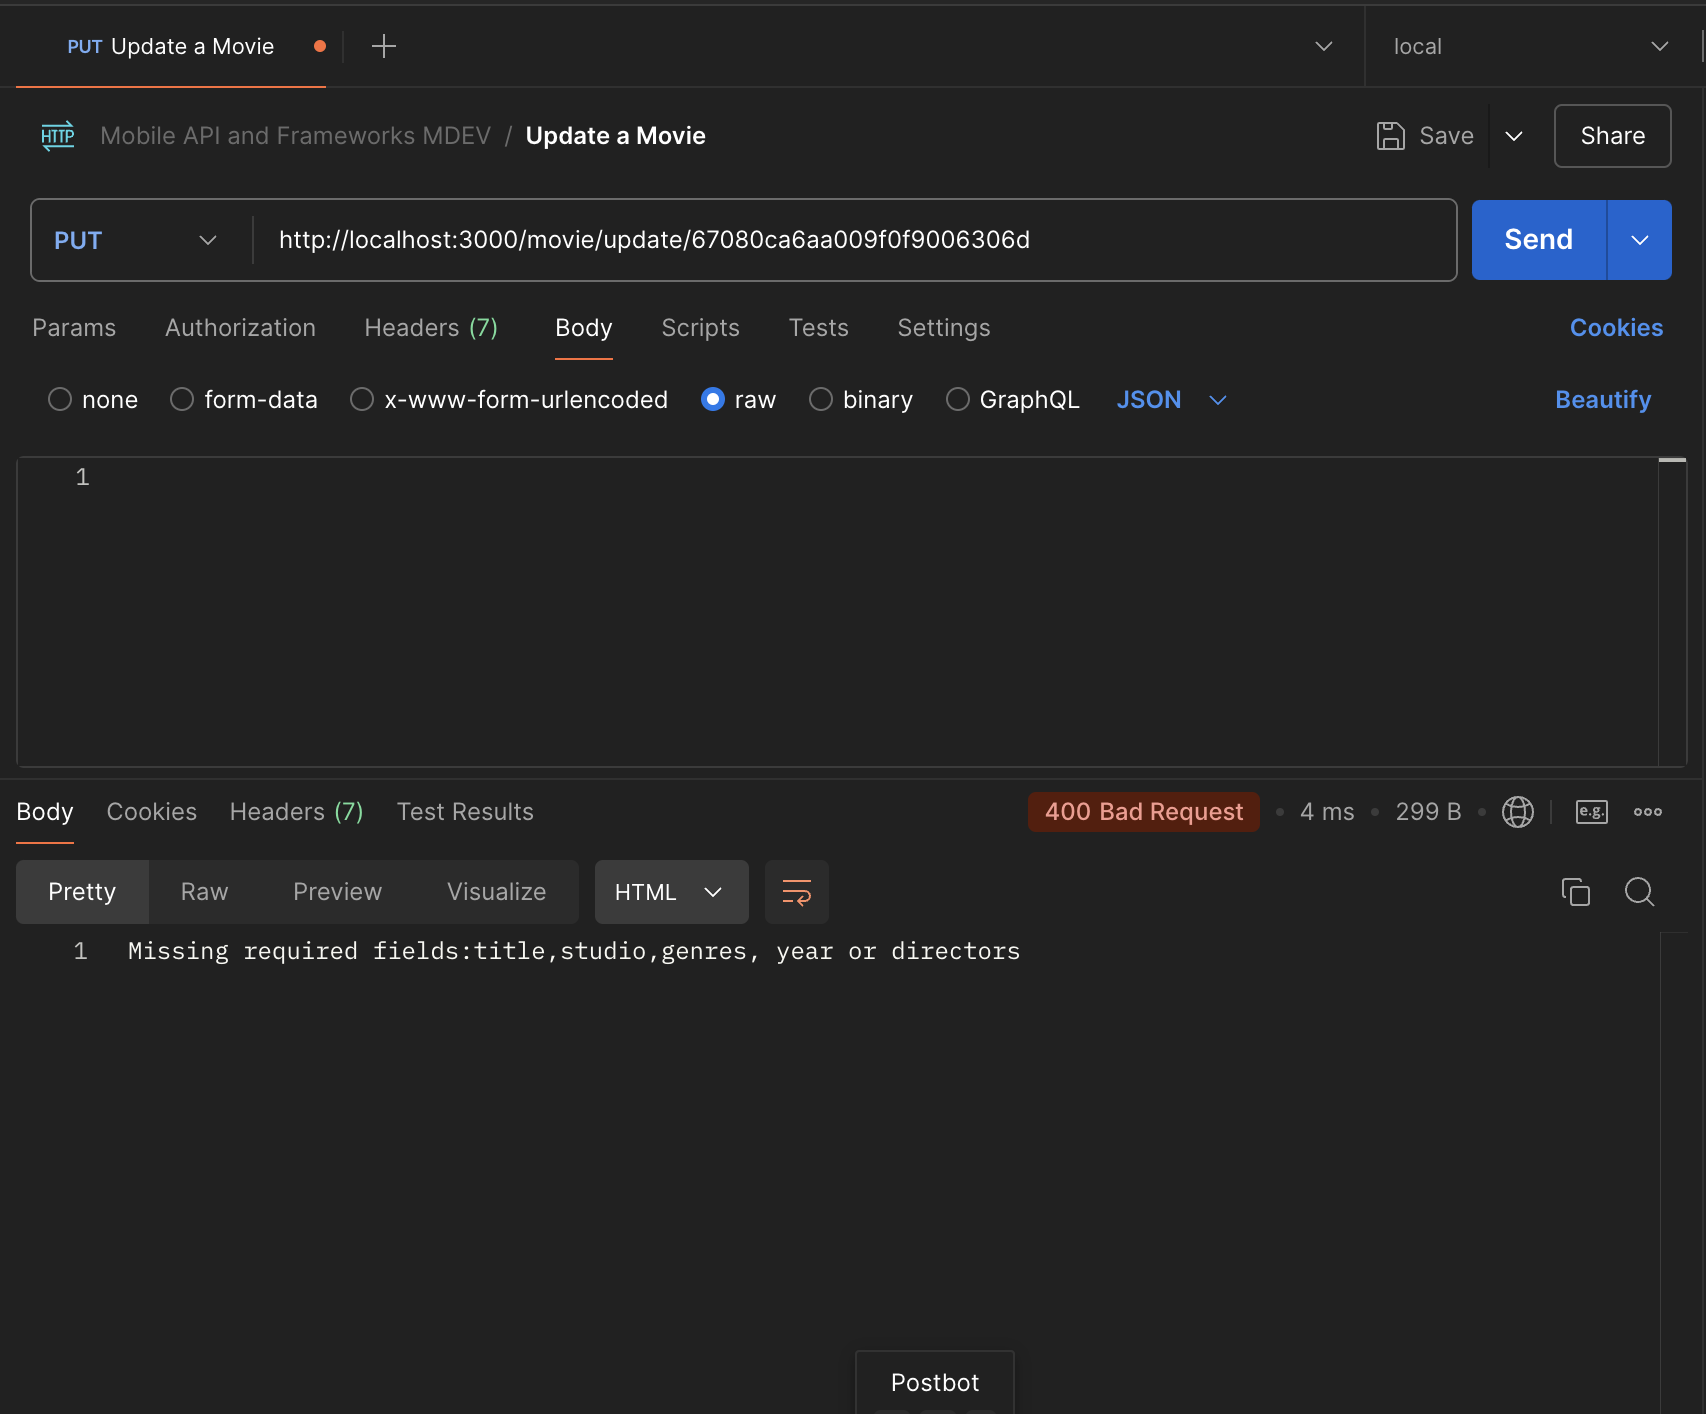 PUT Update a Movie
local
HTTP Mobile API and Frameworks MDEV / Update a Movie
Save
Share
PUT
http://localhost:3000/movie/update/67080ca6aa009f0f9006306d
Send
Params Authorization Headers (7) Body Scripts Tests Settings Cookies
none form-data x-www-form-urlencoded raw binary GraphQL JSON Beautify
1
Body Cookies Headers (7) Test Results 400 Bad Request • 4 ms • 299 B • e.g.
Pretty Raw Preview Visualize HTML
1 Missing required fields:title,studio,genres, year or directors
Postbot